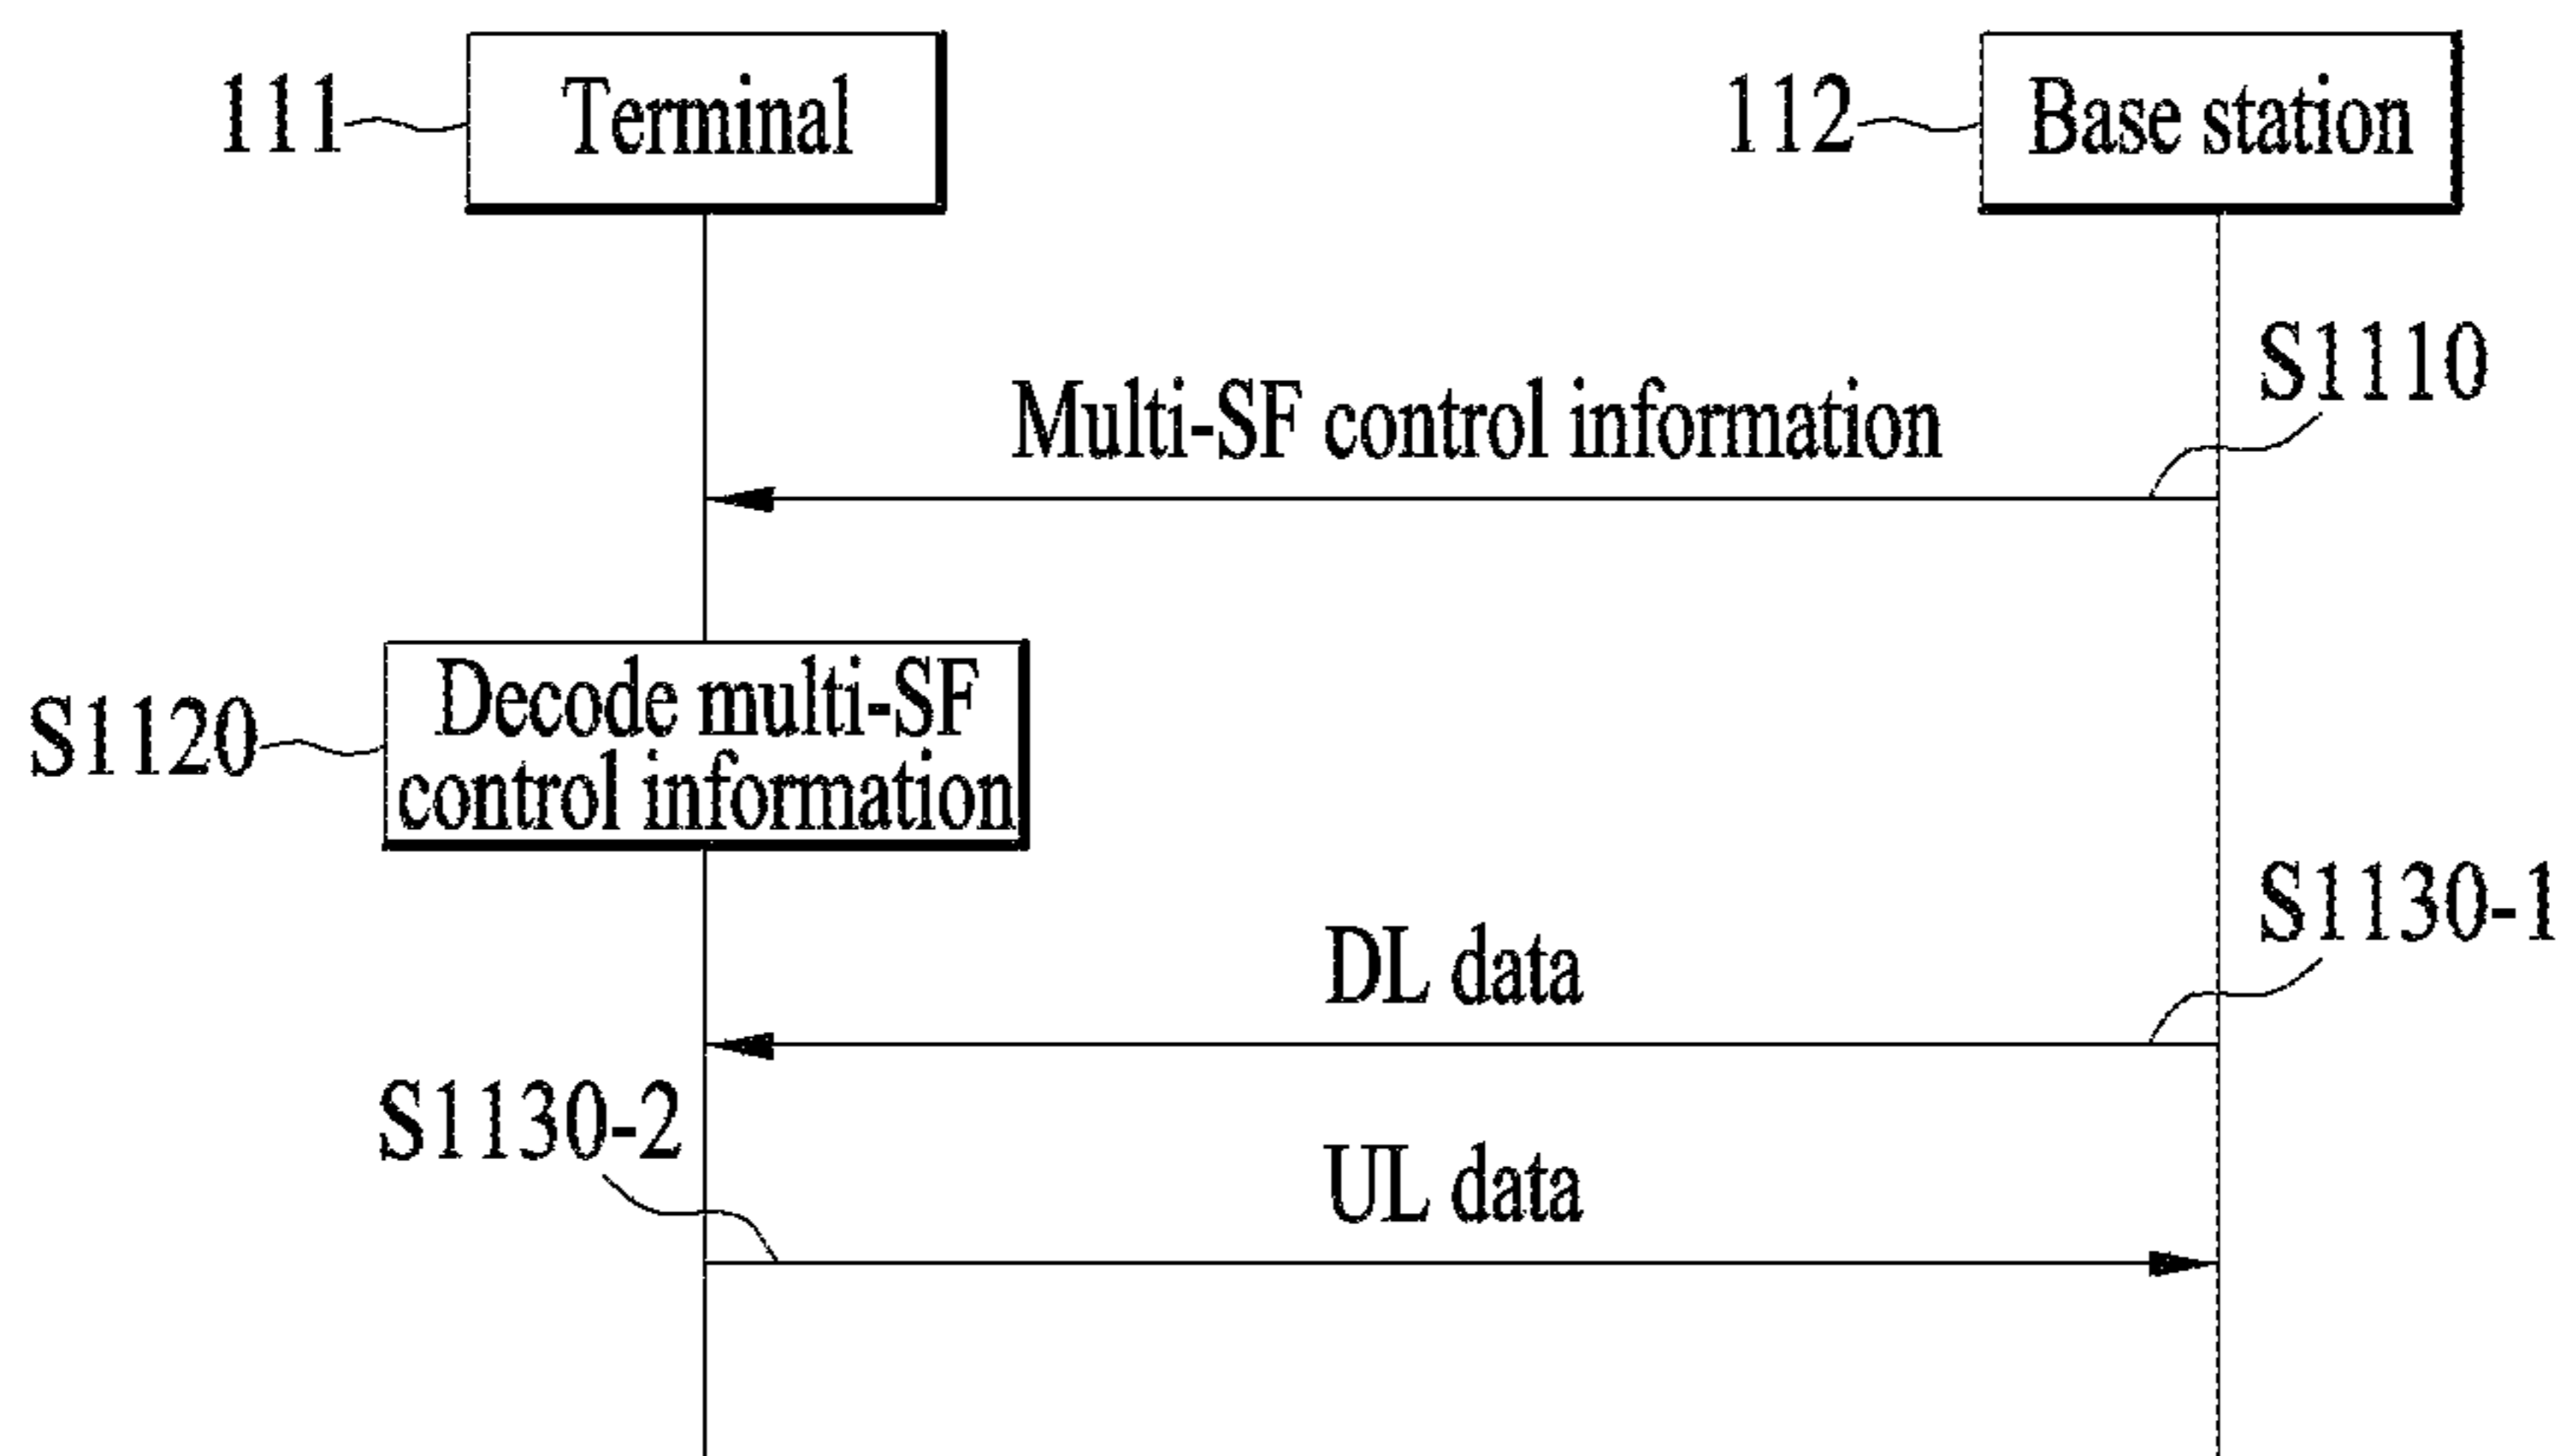 111
Terminal
112
Base station
S1110
Multi-SF control information
S1120
Decode multi-SF
control information
S1130-1
DL data
S1130-2
UL data